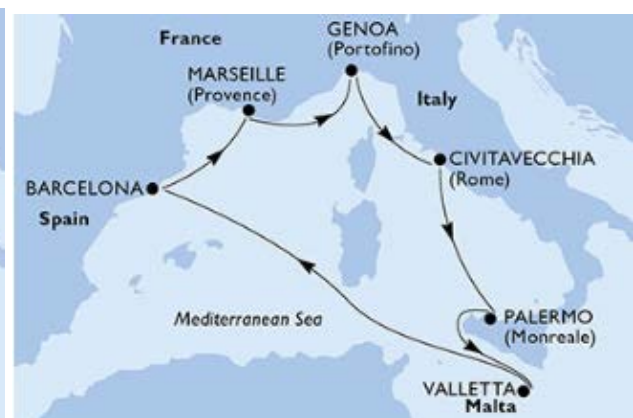 France
GENOA
(Portofino)
MARSEILLE
(Provence)
Italy
CIVITAVECCHIA
(Rome)
BARCELONA
Spain
Mediterranean Sea
PALERMO
(Monreale)
VALLETTA
Malta